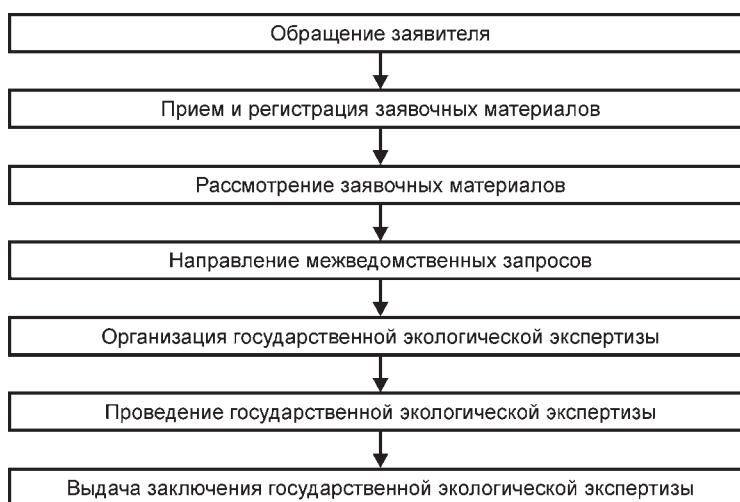 Обращение заявителя
Прием и регистрация заявочных материалов
Рассмотрение заявочных материалов
Направление межведомственных запросов
Организация государственной экологической экспертизы
Проведение государственной экологической экспертизы
Выдача заключения государственной экологической экспертизы